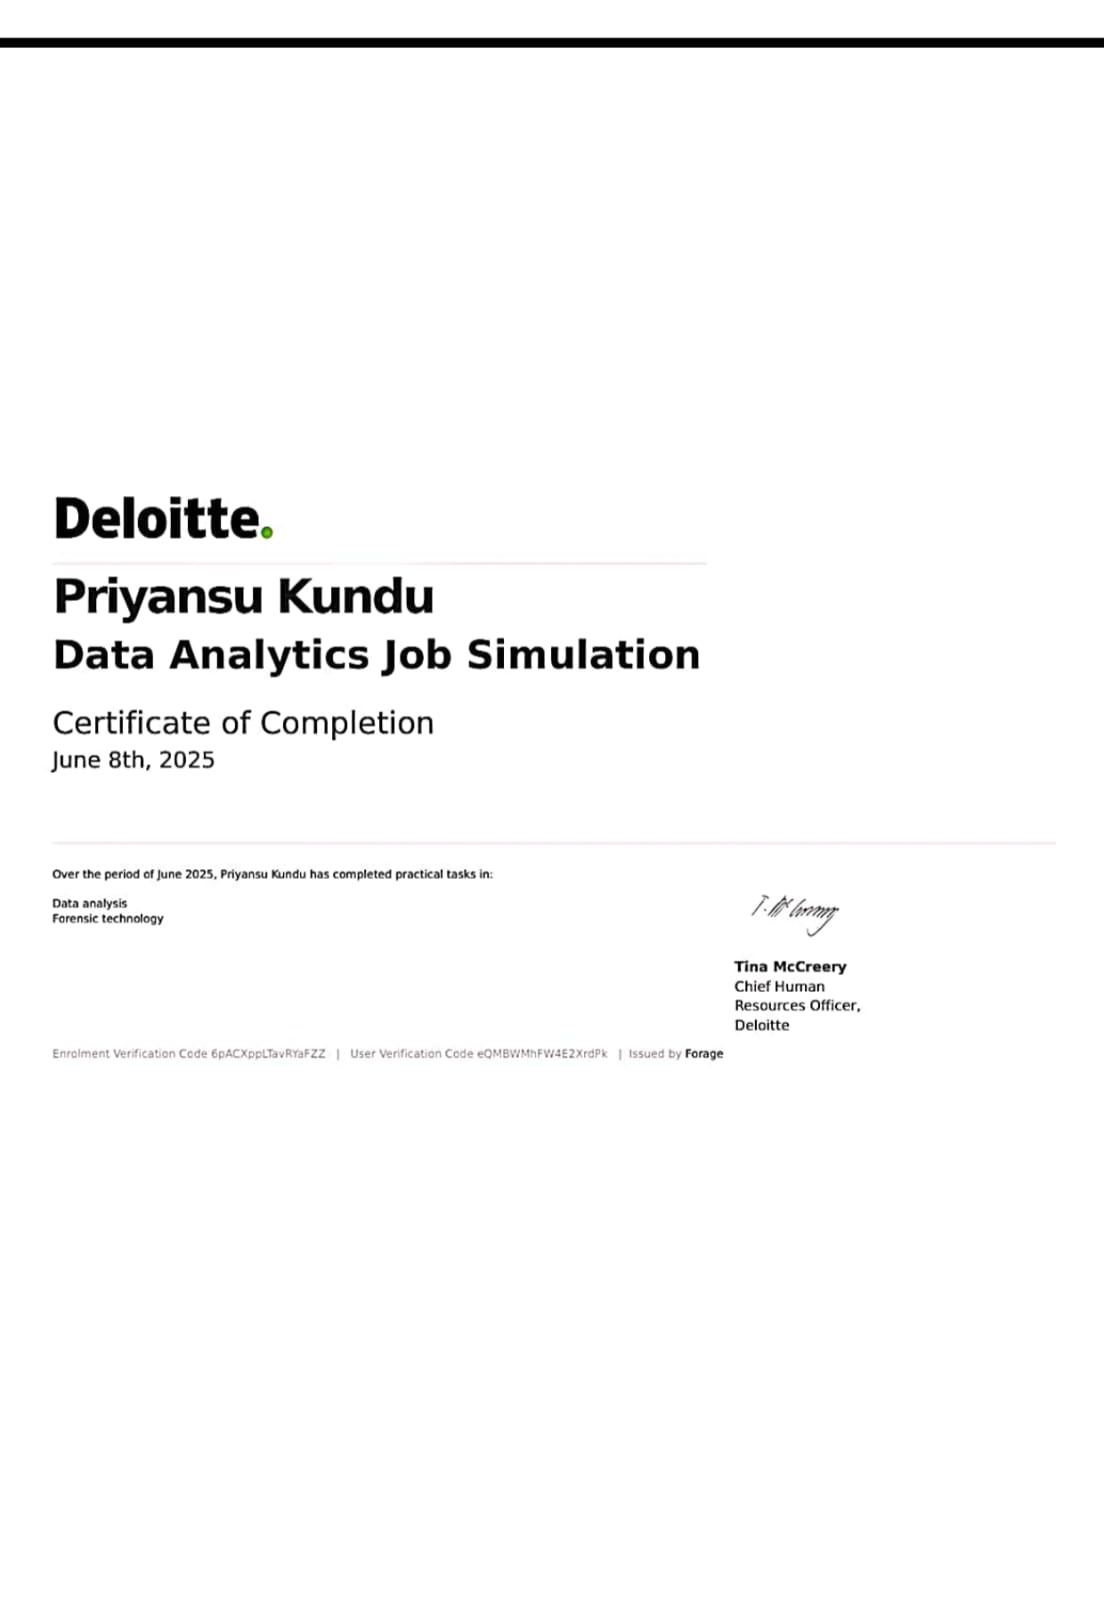 Deloitte.
Priyansu Kundu
Data Analytics Job Simulation
Certificate of Completion
June 8th, 2025
Over the period of June 2025, Priyansu Kundu has completed practical tasks in:
Data analysis
Forensic technology
Tina McCreery
Chief Human
Resources Officer,
Deloitte
Enrolment Verification Code 6pACXppLTavRYaFZZ | User Verification Code eQMBWMhFW4E2XrdPk | Issued by Forage